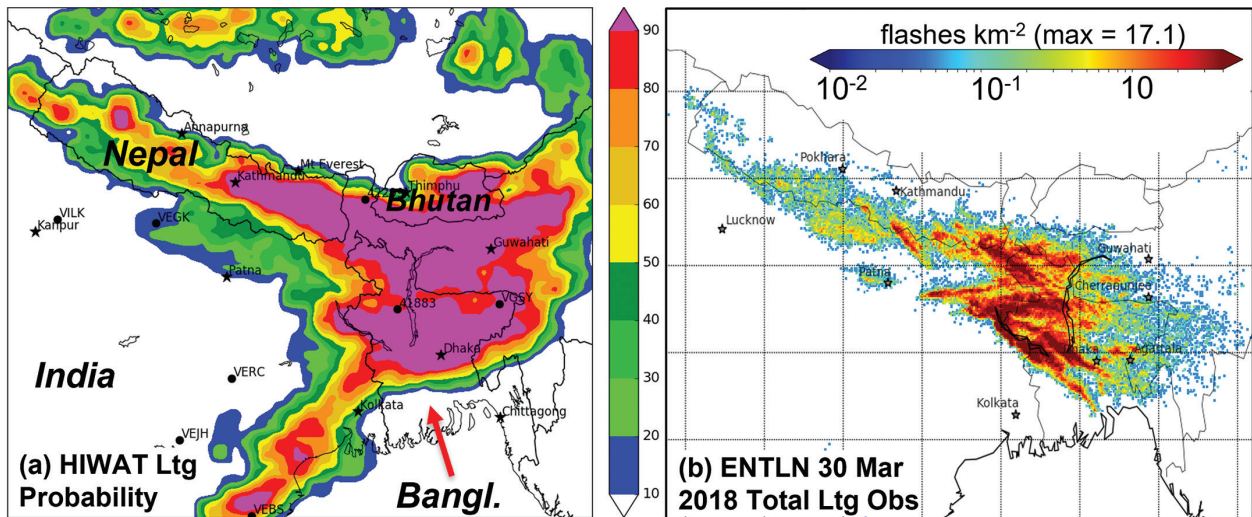 Annapurna
Nepal
Mt Everest
Kathmandu
Thimphu
Bhutan
VILK
Kanpur
VEGK
Guwahati
Patna
41883
VGSY
Dhaka
India
VERC
Kolkata
Chittagong
VEJH
(a) HIWAT Ltg
Probability
Bangl.
VEBS
90
80
70
60
50
40
30
20
10
flashes km-2 (max = 17.1)
10-2 10-1 10
Pokhara
Kathmandu
Lucknow
Guwahati
Patna
Cherrapunjee
Agartala
Kolkata
(b) ENTLN 30 Mar
2018 Total Ltg Obs